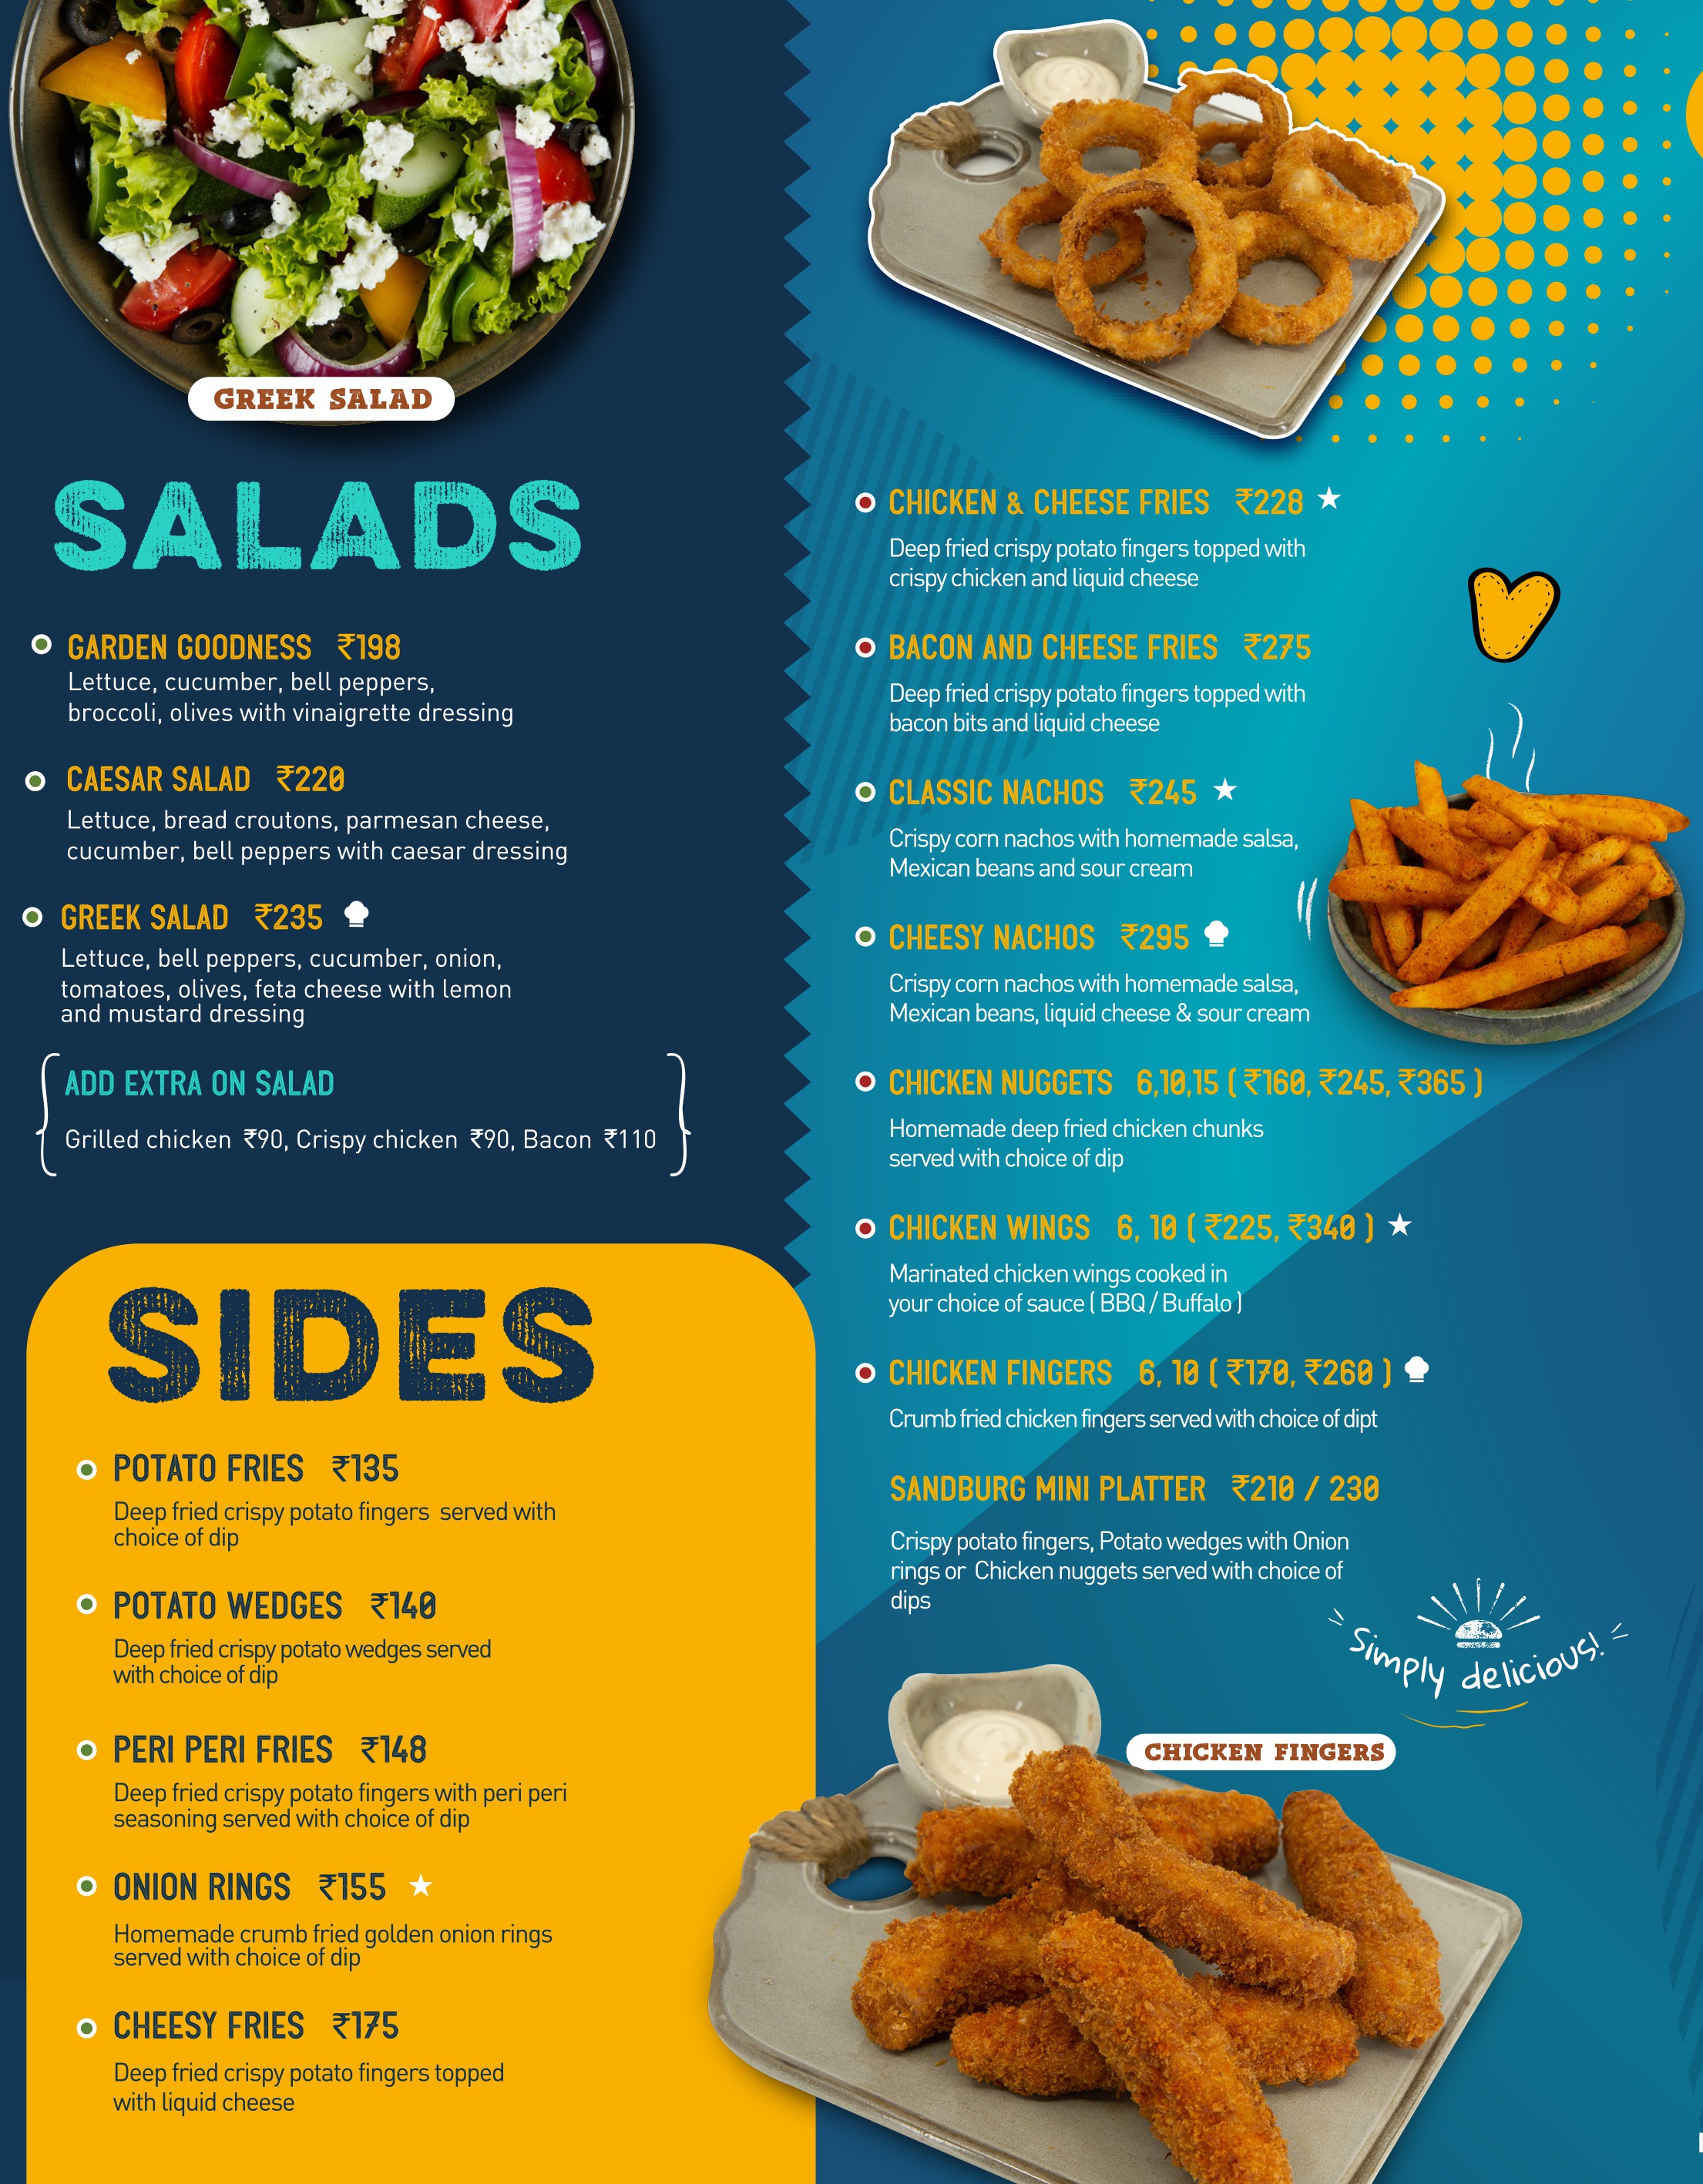 GREEK SALAD
SALADS
GARDEN GOODNESS ₹198
Lettuce, cucumber, bell peppers,
broccoli, olives with vinaigrette dressing
CAESAR SALAD ₹220
Lettuce, bread croutons, parmesan cheese,
cucumber, bell peppers with caesar dressing
GREEK SALAD ₹235
Lettuce, bell peppers, cucumber, onion,
tomatoes, olives, feta cheese with lemon
and mustard dressing
ADD EXTRA ON SALAD
Grilled chicken ₹90, Crispy chicken ₹90, Bacon ₹110
SIDES
POTATO FRIES ₹135
Deep fried crispy potato fingers served with
choice of dip
POTATO WEDGES ₹140
Deep fried crispy potato wedges served
with choice of dip
PERI PERI FRIES ₹148
Deep fried crispy potato fingers with peri peri
seasoning served with choice of dip
ONION RINGS ₹155
Homemade crumb fried golden onion rings
served with choice of dip
CHEESY FRIES ₹175
Deep fried crispy potato fingers topped
with liquid cheese
CHICKEN & CHEESE FRIES ₹228
Deep fried crispy potato fingers topped with
crispy chicken and liquid cheese
BACON AND CHEESE FRIES ₹275
Deep fried crispy potato fingers topped with
bacon bits and liquid cheese
CLASSIC NACHOS ₹245
Crispy corn nachos with homemade salsa,
Mexican beans and sour cream
CHEESY NACHOS ₹295
Crispy corn nachos with homemade salsa,
Mexican beans, liquid cheese & sour cream
CHICKEN NUGGETS 6,10,15 ( ₹160, ₹245, ₹365 )
Homemade deep fried chicken chunks
served with choice of dip
CHICKEN WINGS 6, 10 ( ₹225, ₹340 )
Marinated chicken wings cooked in
your choice of sauce ( BBQ / Buffalo )
CHICKEN FINGERS 6, 10 ( ₹170, ₹260 )
Crumb fried chicken fingers served with choice of dipt
SANDBURG MINI PLATTER ₹210 / 230
Crispy potato fingers, Potato wedges with Onion
rings or Chicken nuggets served with choice of
dips
Simply delicious!
CHICKEN FINGERS